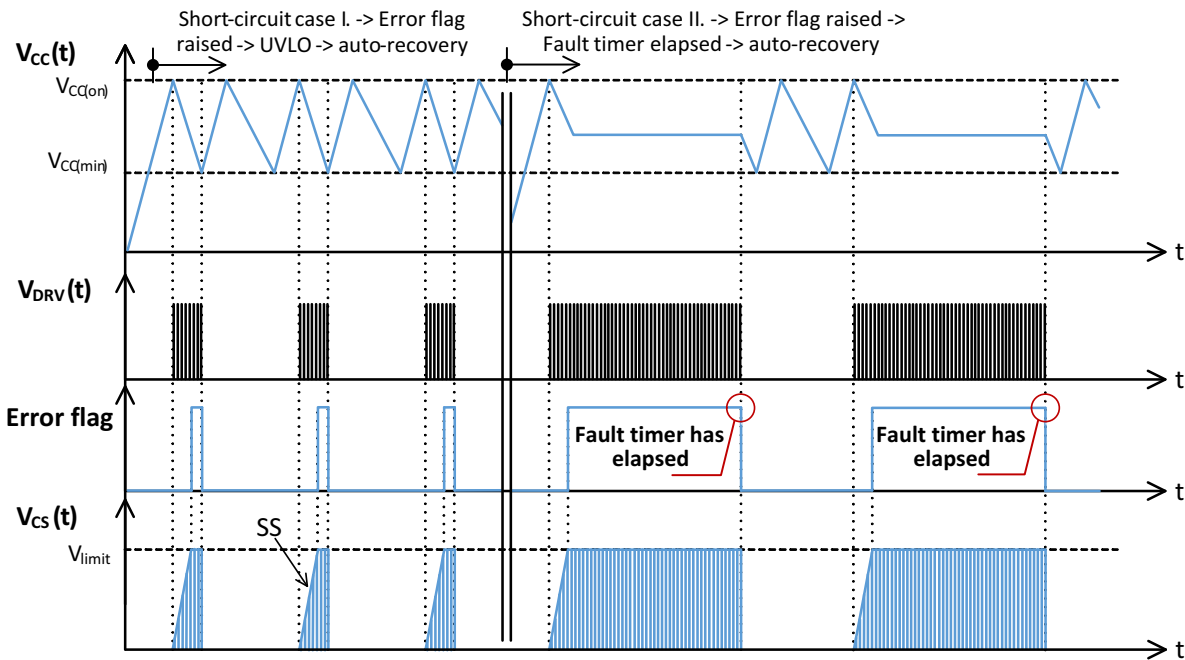 Short-circuit case I. -> Error flag
raised -> UVLO -> auto-recovery
Short-circuit case II. -> Error flag raised ->
Fault timer elapsed -> auto-recovery
VCC(t)
VCC(on)
VCC(min)
t
VDRV(t)
t
Error flag
Fault timer has
elapsed
Fault timer has
elapsed
t
VCS(t)
SS
Vlimit
t